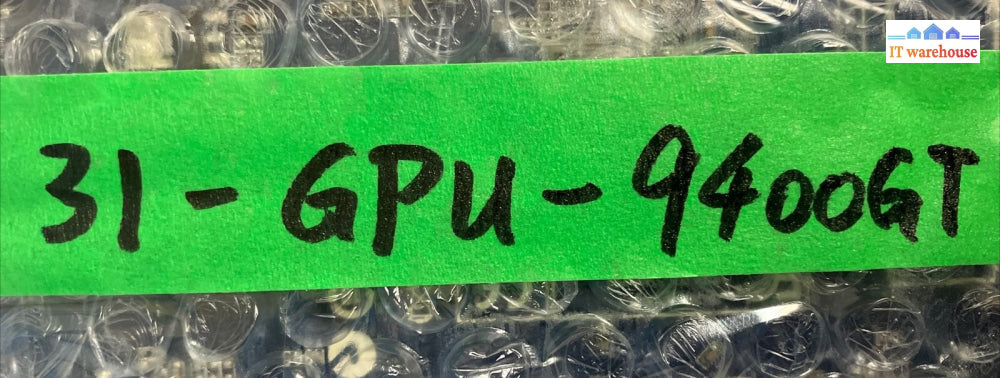 IT warehouse
31 - GPU - 9400GT